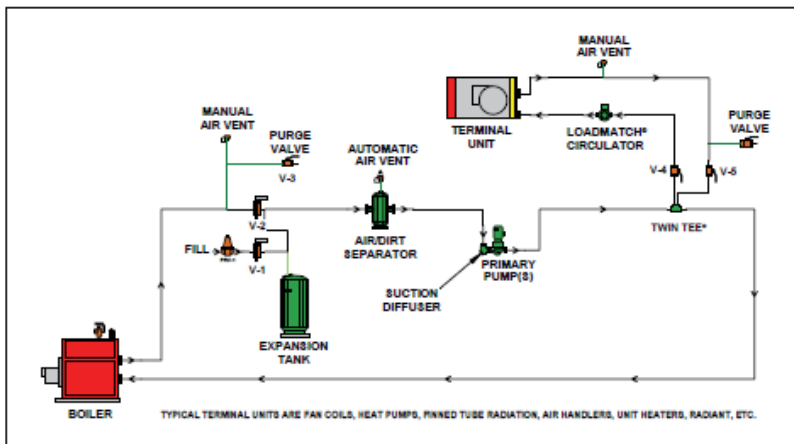 MANUAL
AIR VENT
MANUAL
AIR VENT
PURGE
VALVE
V-3
AUTOMATIC
AIR VENT
TERMINAL
UNIT
LOADMATCH®
CIRCULATOR
PURGE
VALVE
V-4
V-5
V-2
FILL
V-1
AIR/DIRT
SEPARATOR
PRIMARY
PUMP(S)
TWIN TEE®
SUCTION
DIFFUSER
EXPANSION
TANK
BOILER
TYPICAL TERMINAL UNITS ARE FAN COILS, HEAT PUMPS, FINNED TUBE RADIATION, AIR HANDLERS, UNIT HEATERS, RADIANT, ETC.